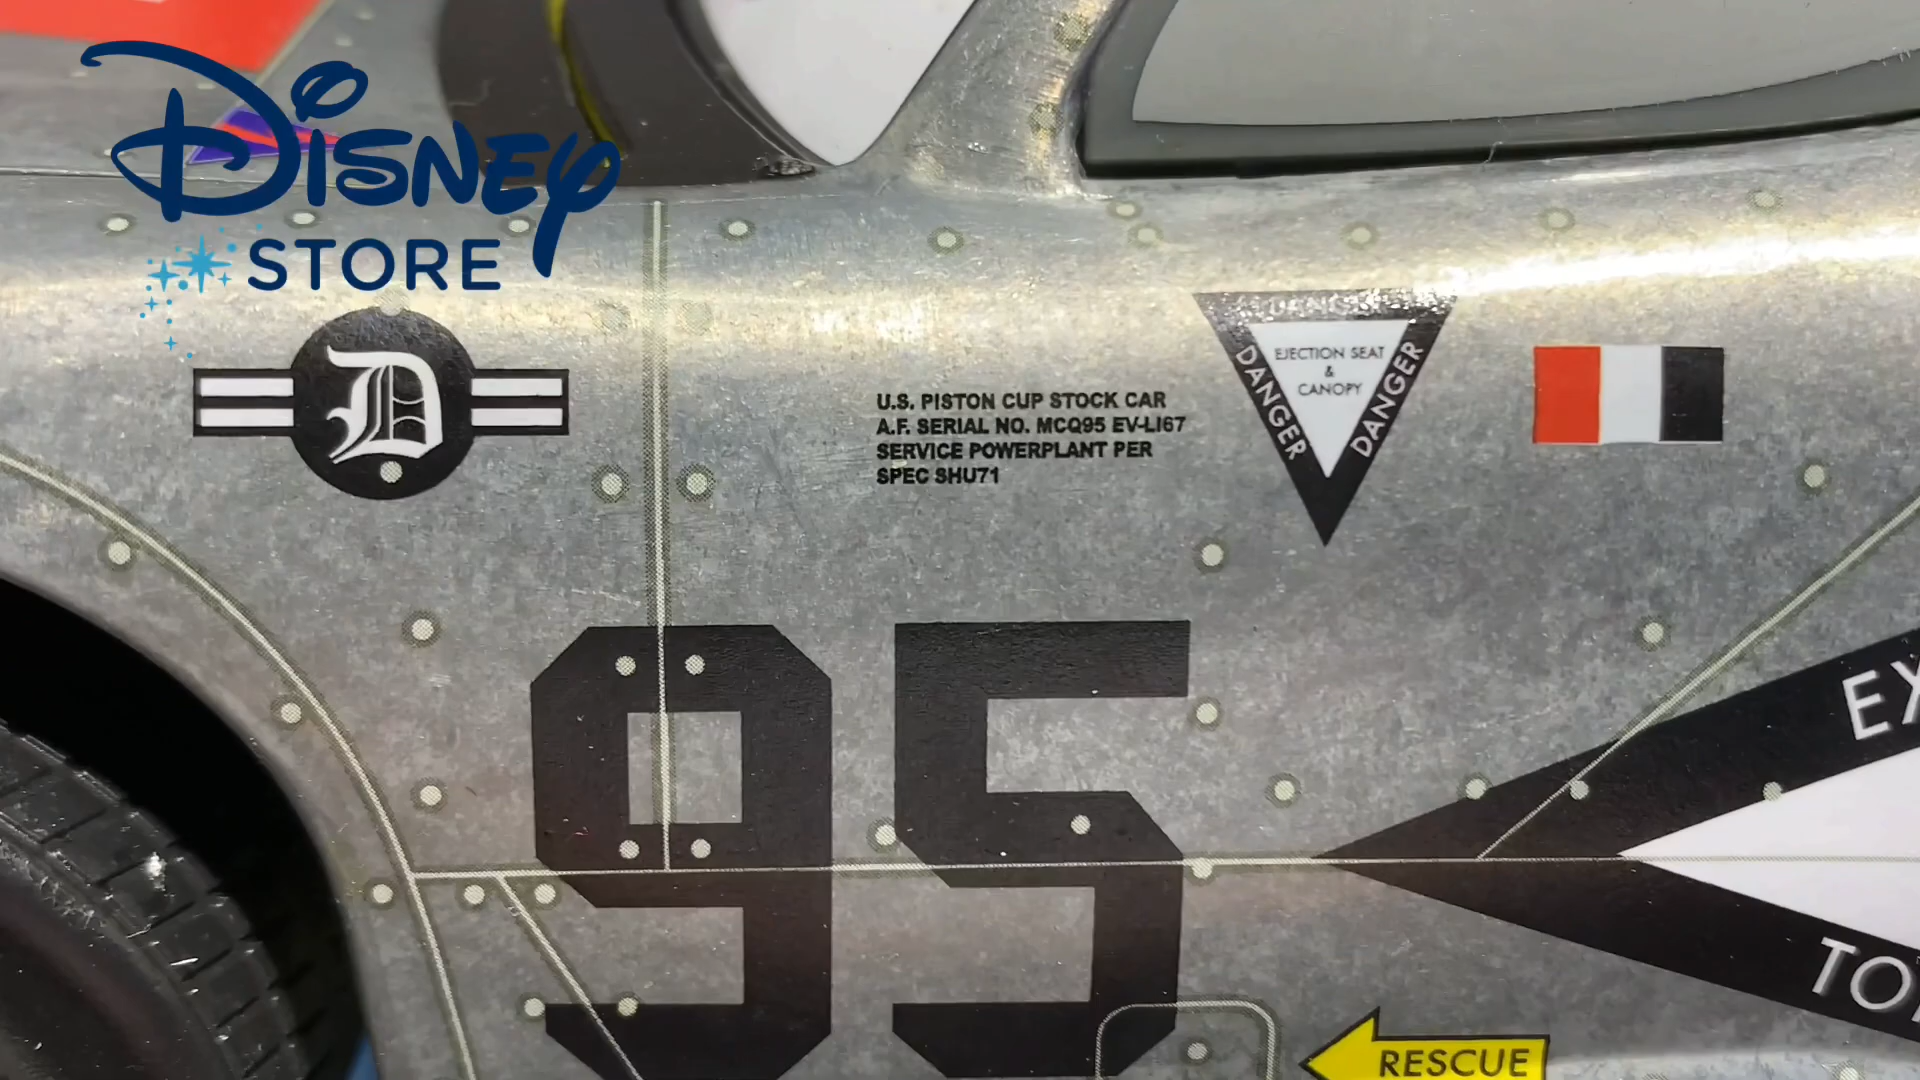 DISNEY
STORE
D
U.S. PISTON CUP STOCK CAR
A.F. SERIAL NO. MCQ95 EV-LI67
SERVICE POWERPLANT PER
SPEC SHU71
DANGER
EJECTION SEAT
&
CANOPY
DANGER
DANGER
95
RESCUE